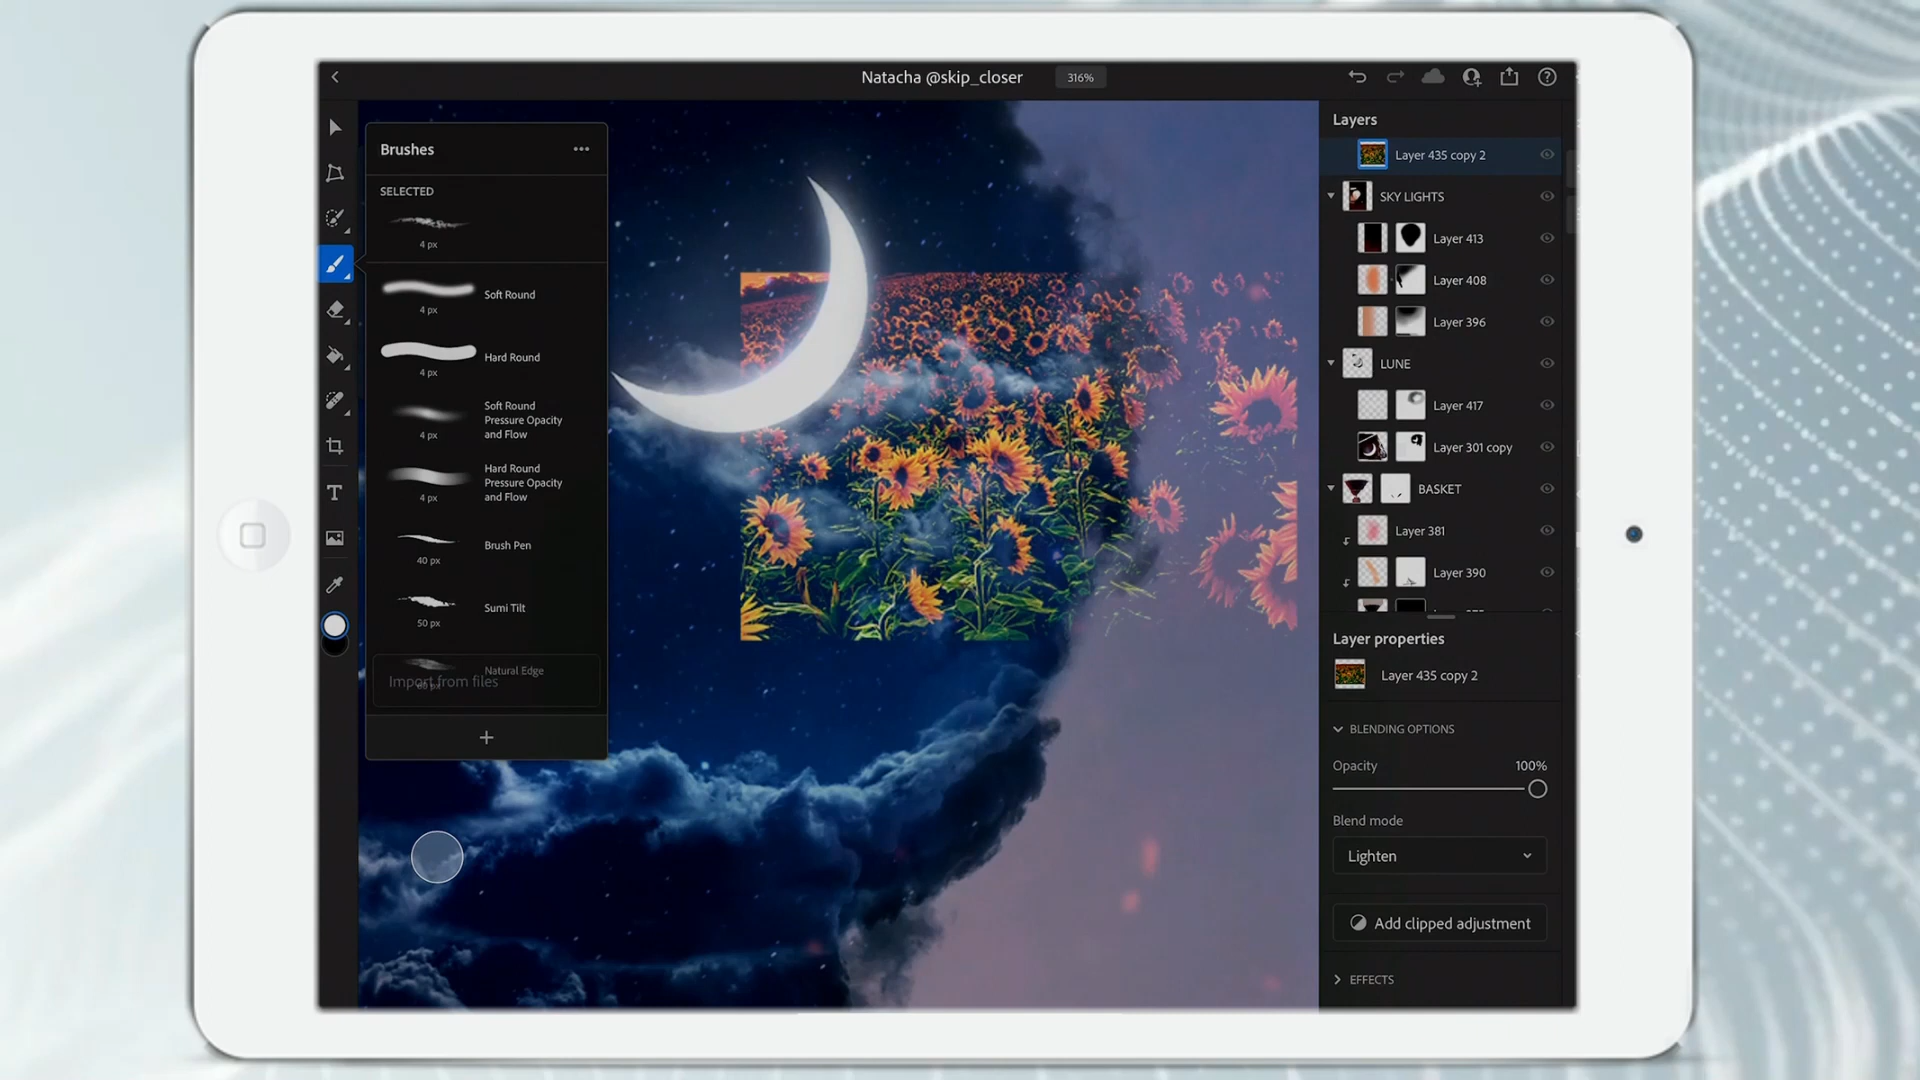 Natacha @skip_closer
316%
Brushes
SELECTED
4 px
Soft Round
4 px
Hard Round
4 px
Soft Round
Pressure Opacity
and Flow
4 px
Hard Round
Pressure Opacity
and Flow
4 px
Brush Pen
40 px
Sumi Tilt
50 px
Natural Edge
Import from files
T
Layers
Layer 435 copy 2
SKY LIGHTS
Layer 413
Layer 408
Layer 396
LUNE
Layer 417
Layer 301 copy
BASKET
Layer 381
Layer 390
Layer properties
Layer 435 copy 2
BLENDING OPTIONS
Opacity
100%
Blend mode
Lighten
Add clipped adjustment
EFFECTS